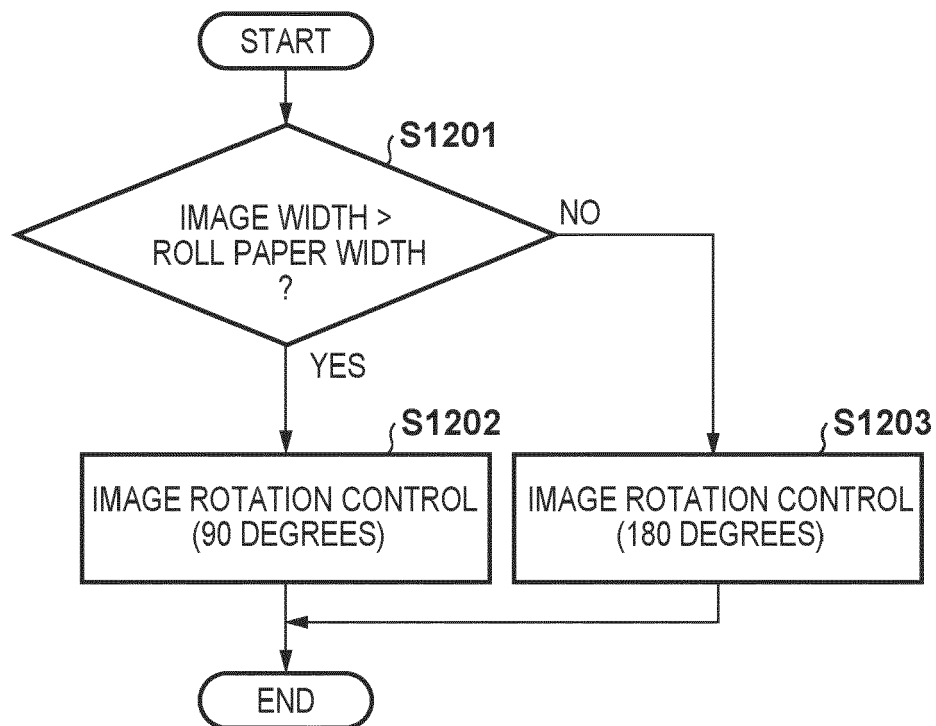 START
S1201
IMAGE WIDTH >
ROLL PAPER WIDTH
?
NO
YES
S1202
IMAGE ROTATION CONTROL
(90 DEGREES)
S1203
IMAGE ROTATION CONTROL
(180 DEGREES)
END